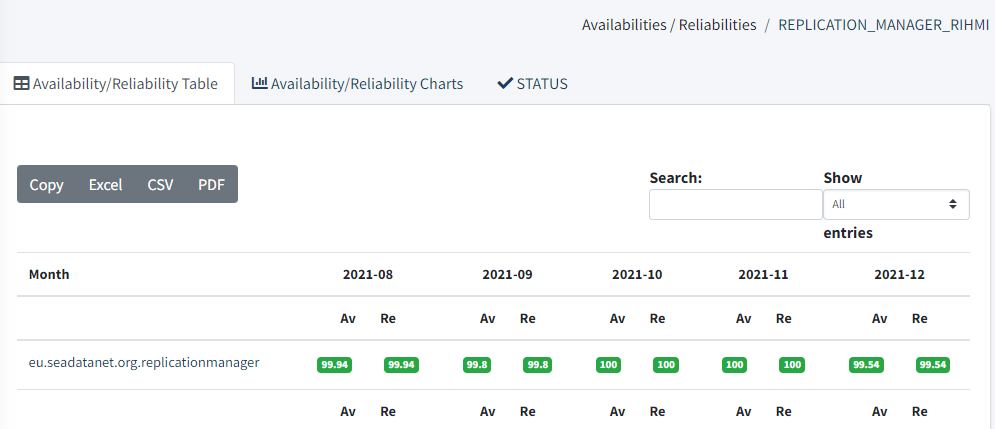 Availabilities / Reliabilities / REPLICATION_MANAGER_RIHMI
Availability/Reliability Table Availability/Reliability Charts STATUS
Copy Excel CSV PDF
Search: Show
All
entries
Month 2021-08 2021-09 2021-10 2021-11 2021-12
Av Re Av Re Av Re Av Re Av Re
eu.seadatanet.org.replicationmanager 99.94 99.94 99.8 99.8 100 100 100 100 99.54 99.54
Av Re Av Re Av Re Av Re Av Re